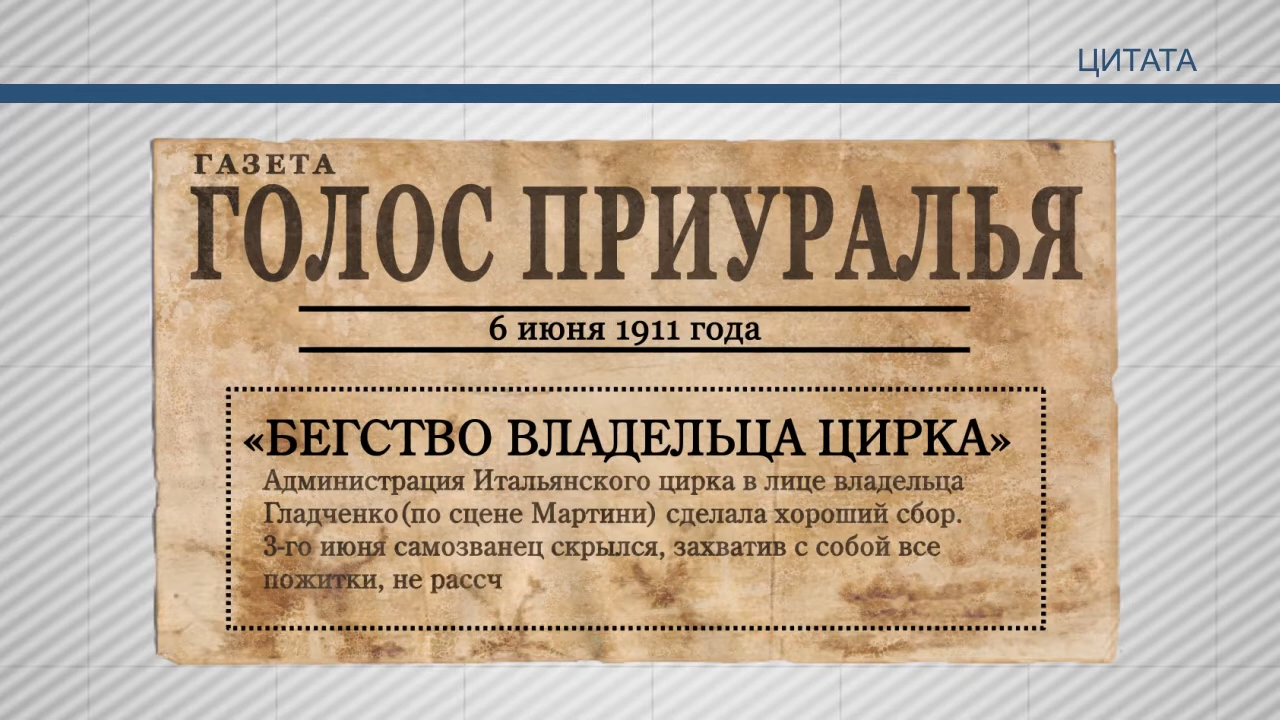 ЦИТАТА
ГАЗЕТА
ГОЛОС ПРИУРАЛЬЯ
6 июня 1911 года
«БЕГСТВО ВЛАДЕЛЬЦА ЦИРКА»
Администрация Итальянского цирка в лице владельца
Гладченко (по сцене Мартини) сделала хороший сбор.
3-го июня самозванец скрылся, захватив с собой все
пожитки, не рассч